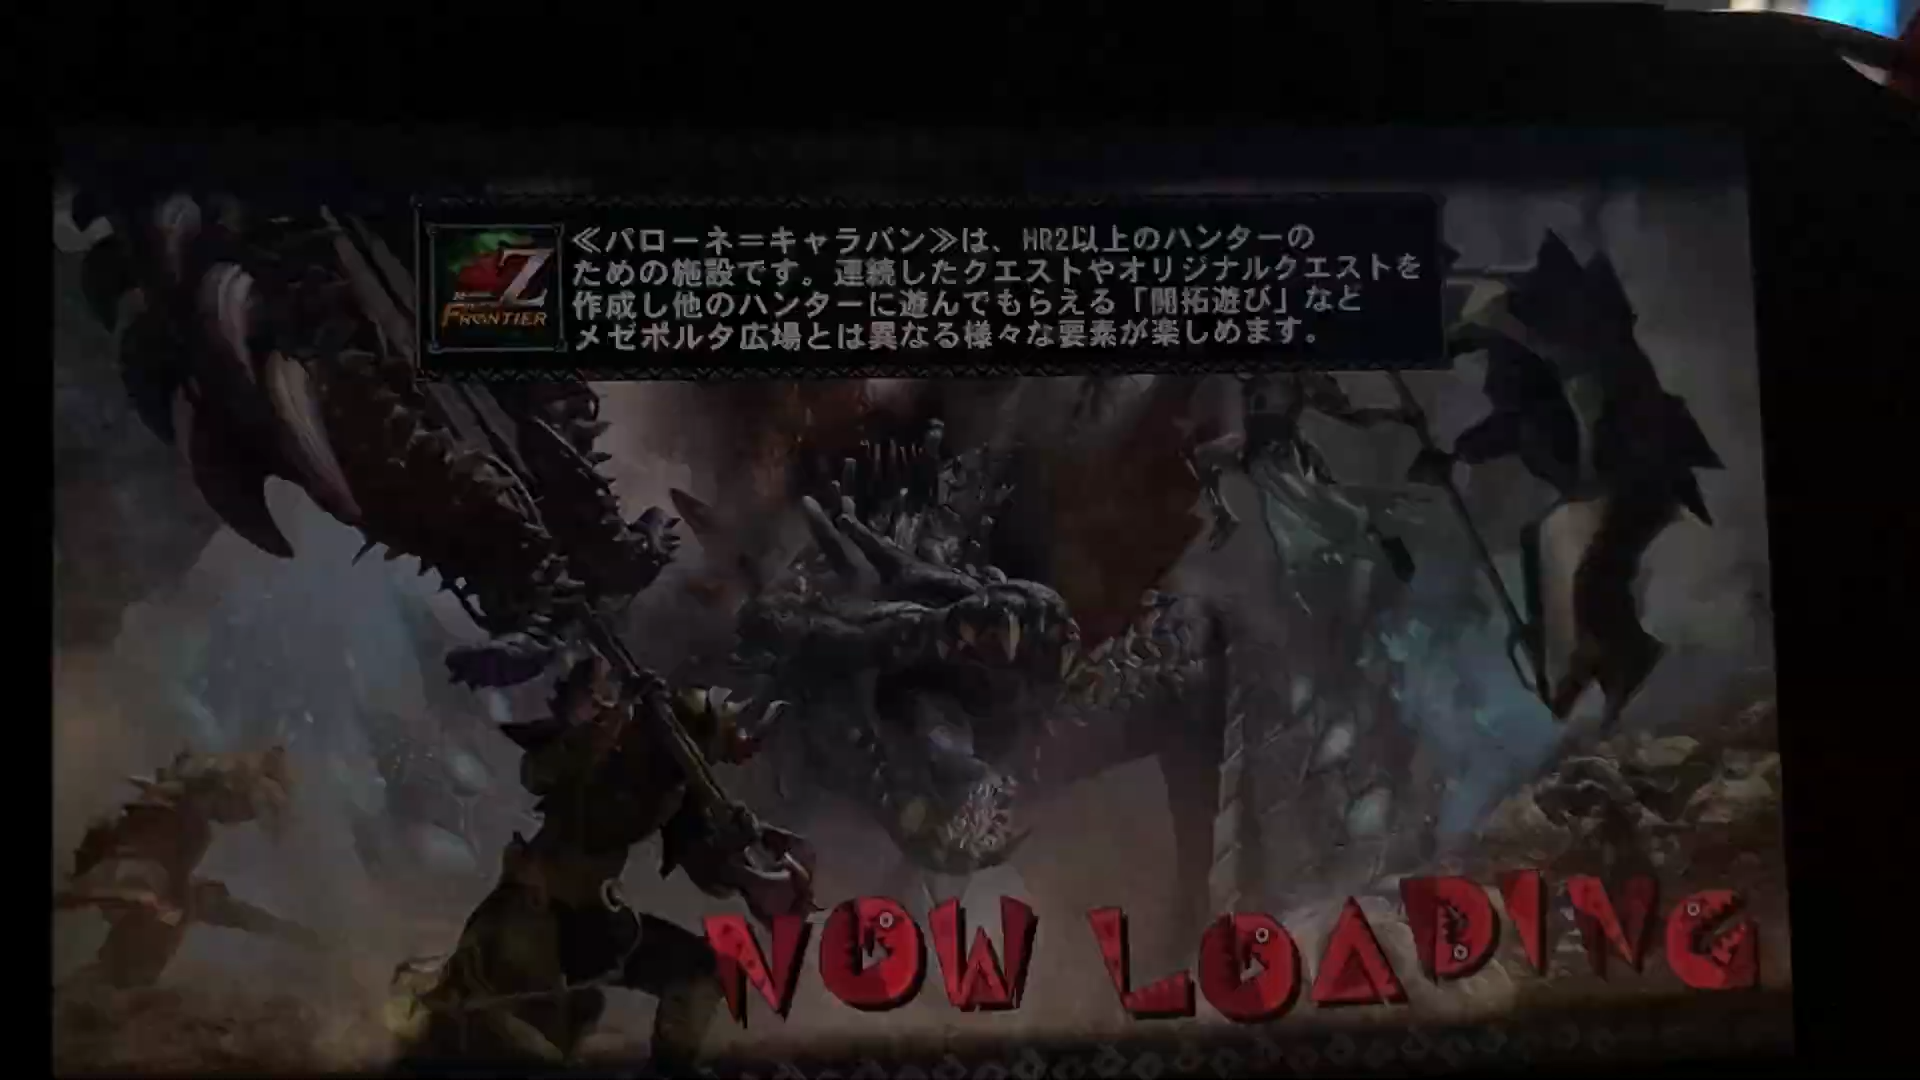 ≪パローネ＝キャラバン≫は、HR2以上のハンターの
ための施設です。連続したクエストやオリジナルクエストを
作成し他のハンターに遊んでもらえる「開拓遊び」など
メゼポルタ広場とは異なる様々な要素が楽しめます。
Z
FRONTIER
NOW LOADING